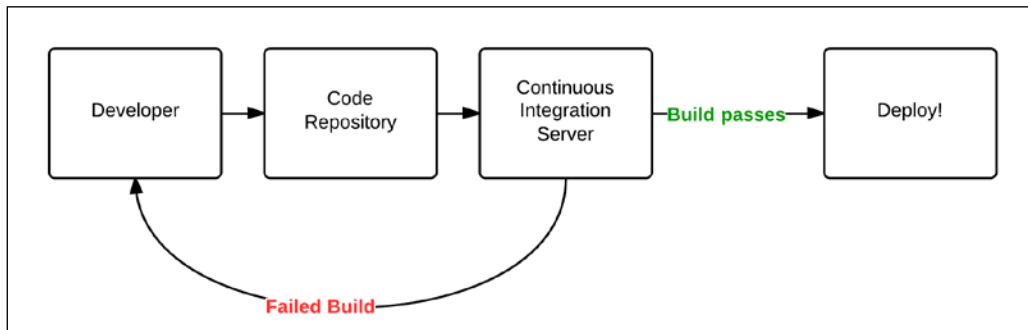 Developer
Code
Repository
Continuous
Integration
Server
Build passes
Deploy!
Failed Build